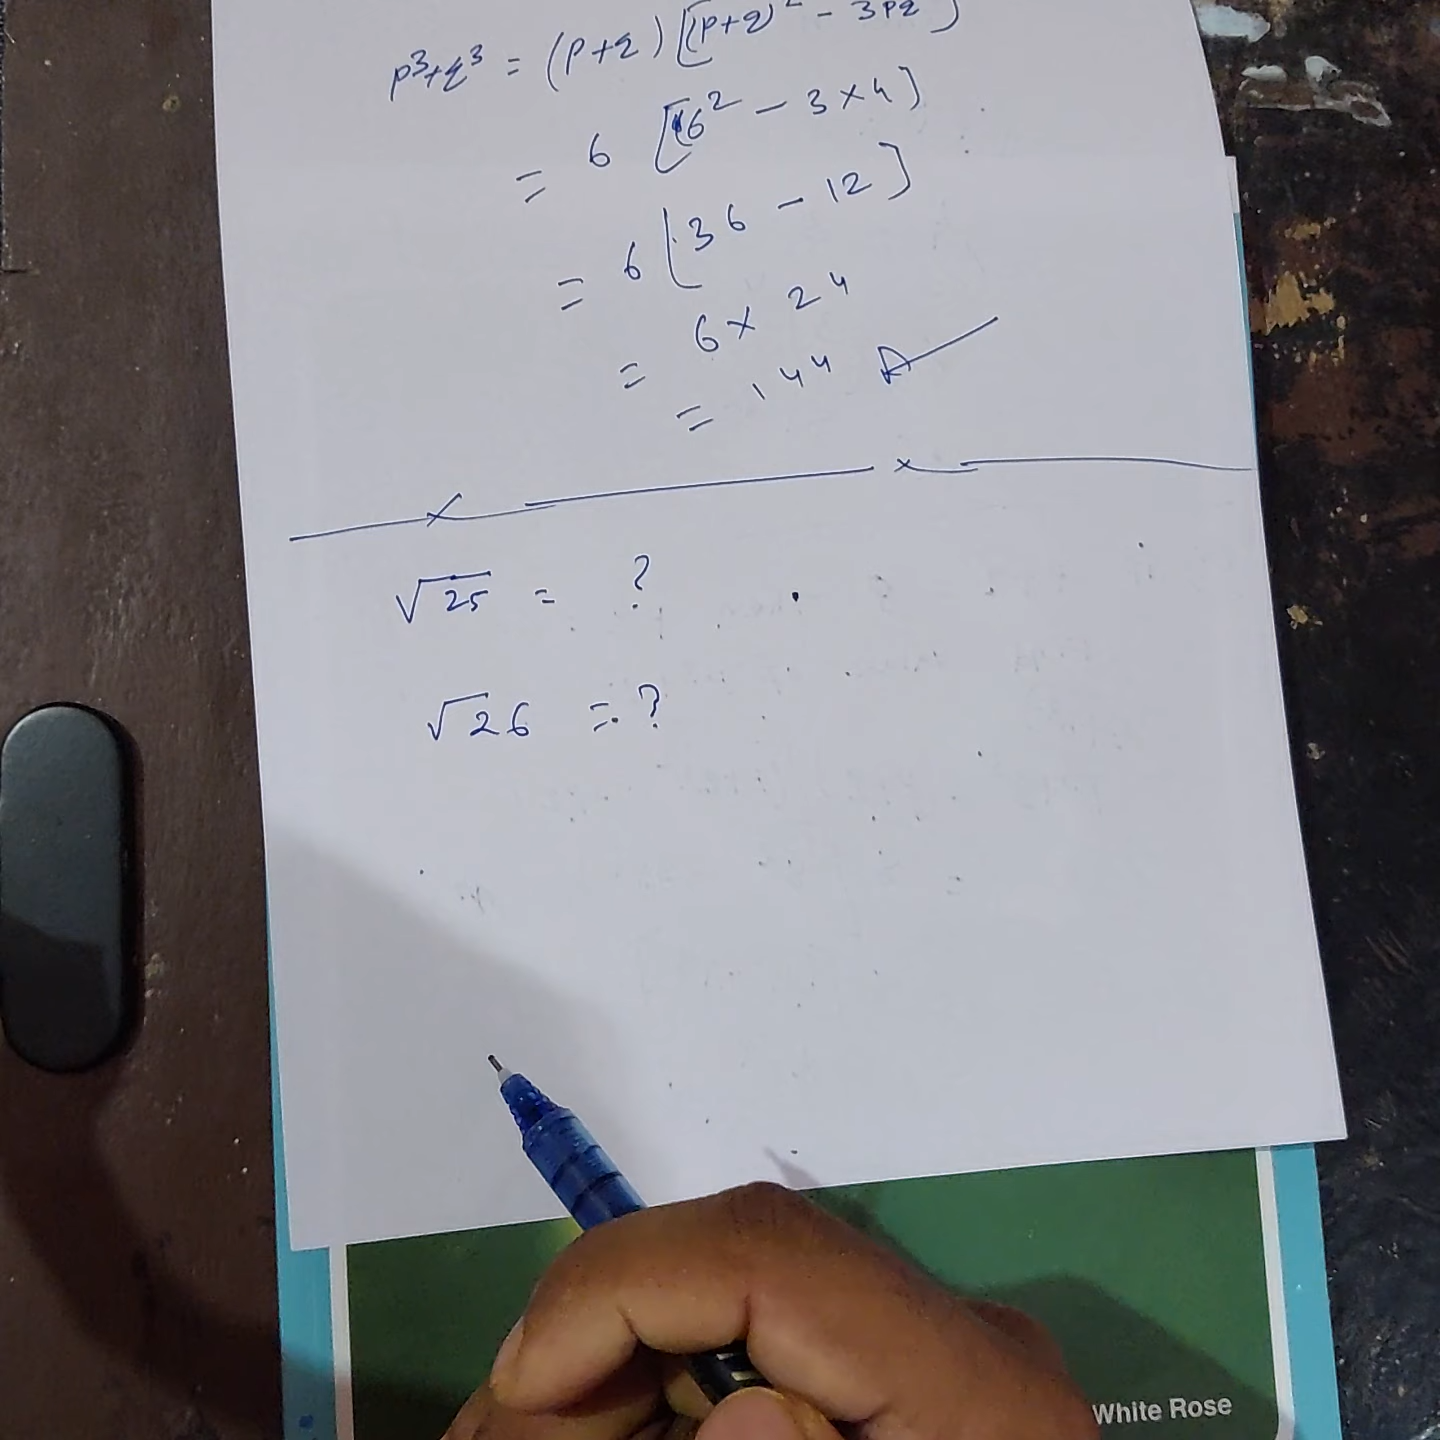 p³+q³ = (p+q)[(p+q)² - 3pq]
= 6 [6² - 3×4]
= 6[36 - 12]
= 6× 24
= 144 A
√25 = ?
√26 = ?
White Rose